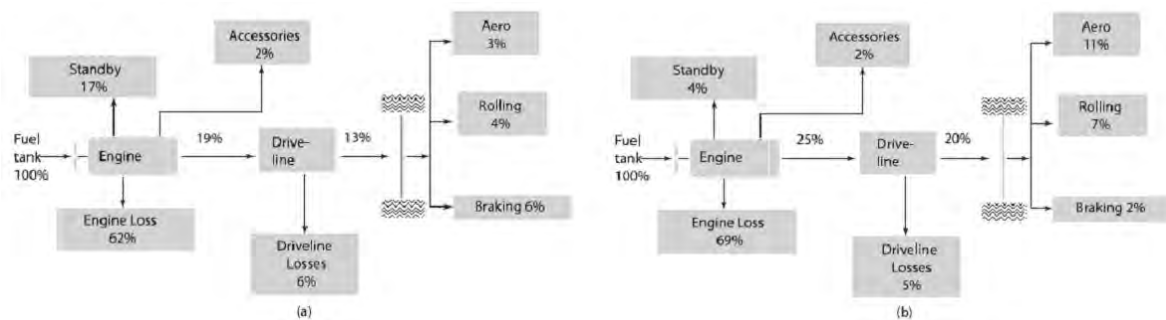 Accessories
2%
Standby
17%
Fuel
tank
100%
Engine
19%
Drive-
line
13%
Aero
3%
Rolling
4%
Braking 6%
Engine Loss
62%
Driveline
Losses
6%
(a)
Accessories
2%
Standby
4%
Fuel
tank
100%
Engine
25%
Drive-
line
20%
Aero
11%
Rolling
7%
Braking 2%
Engine Loss
69%
Driveline
Losses
5%
(b)